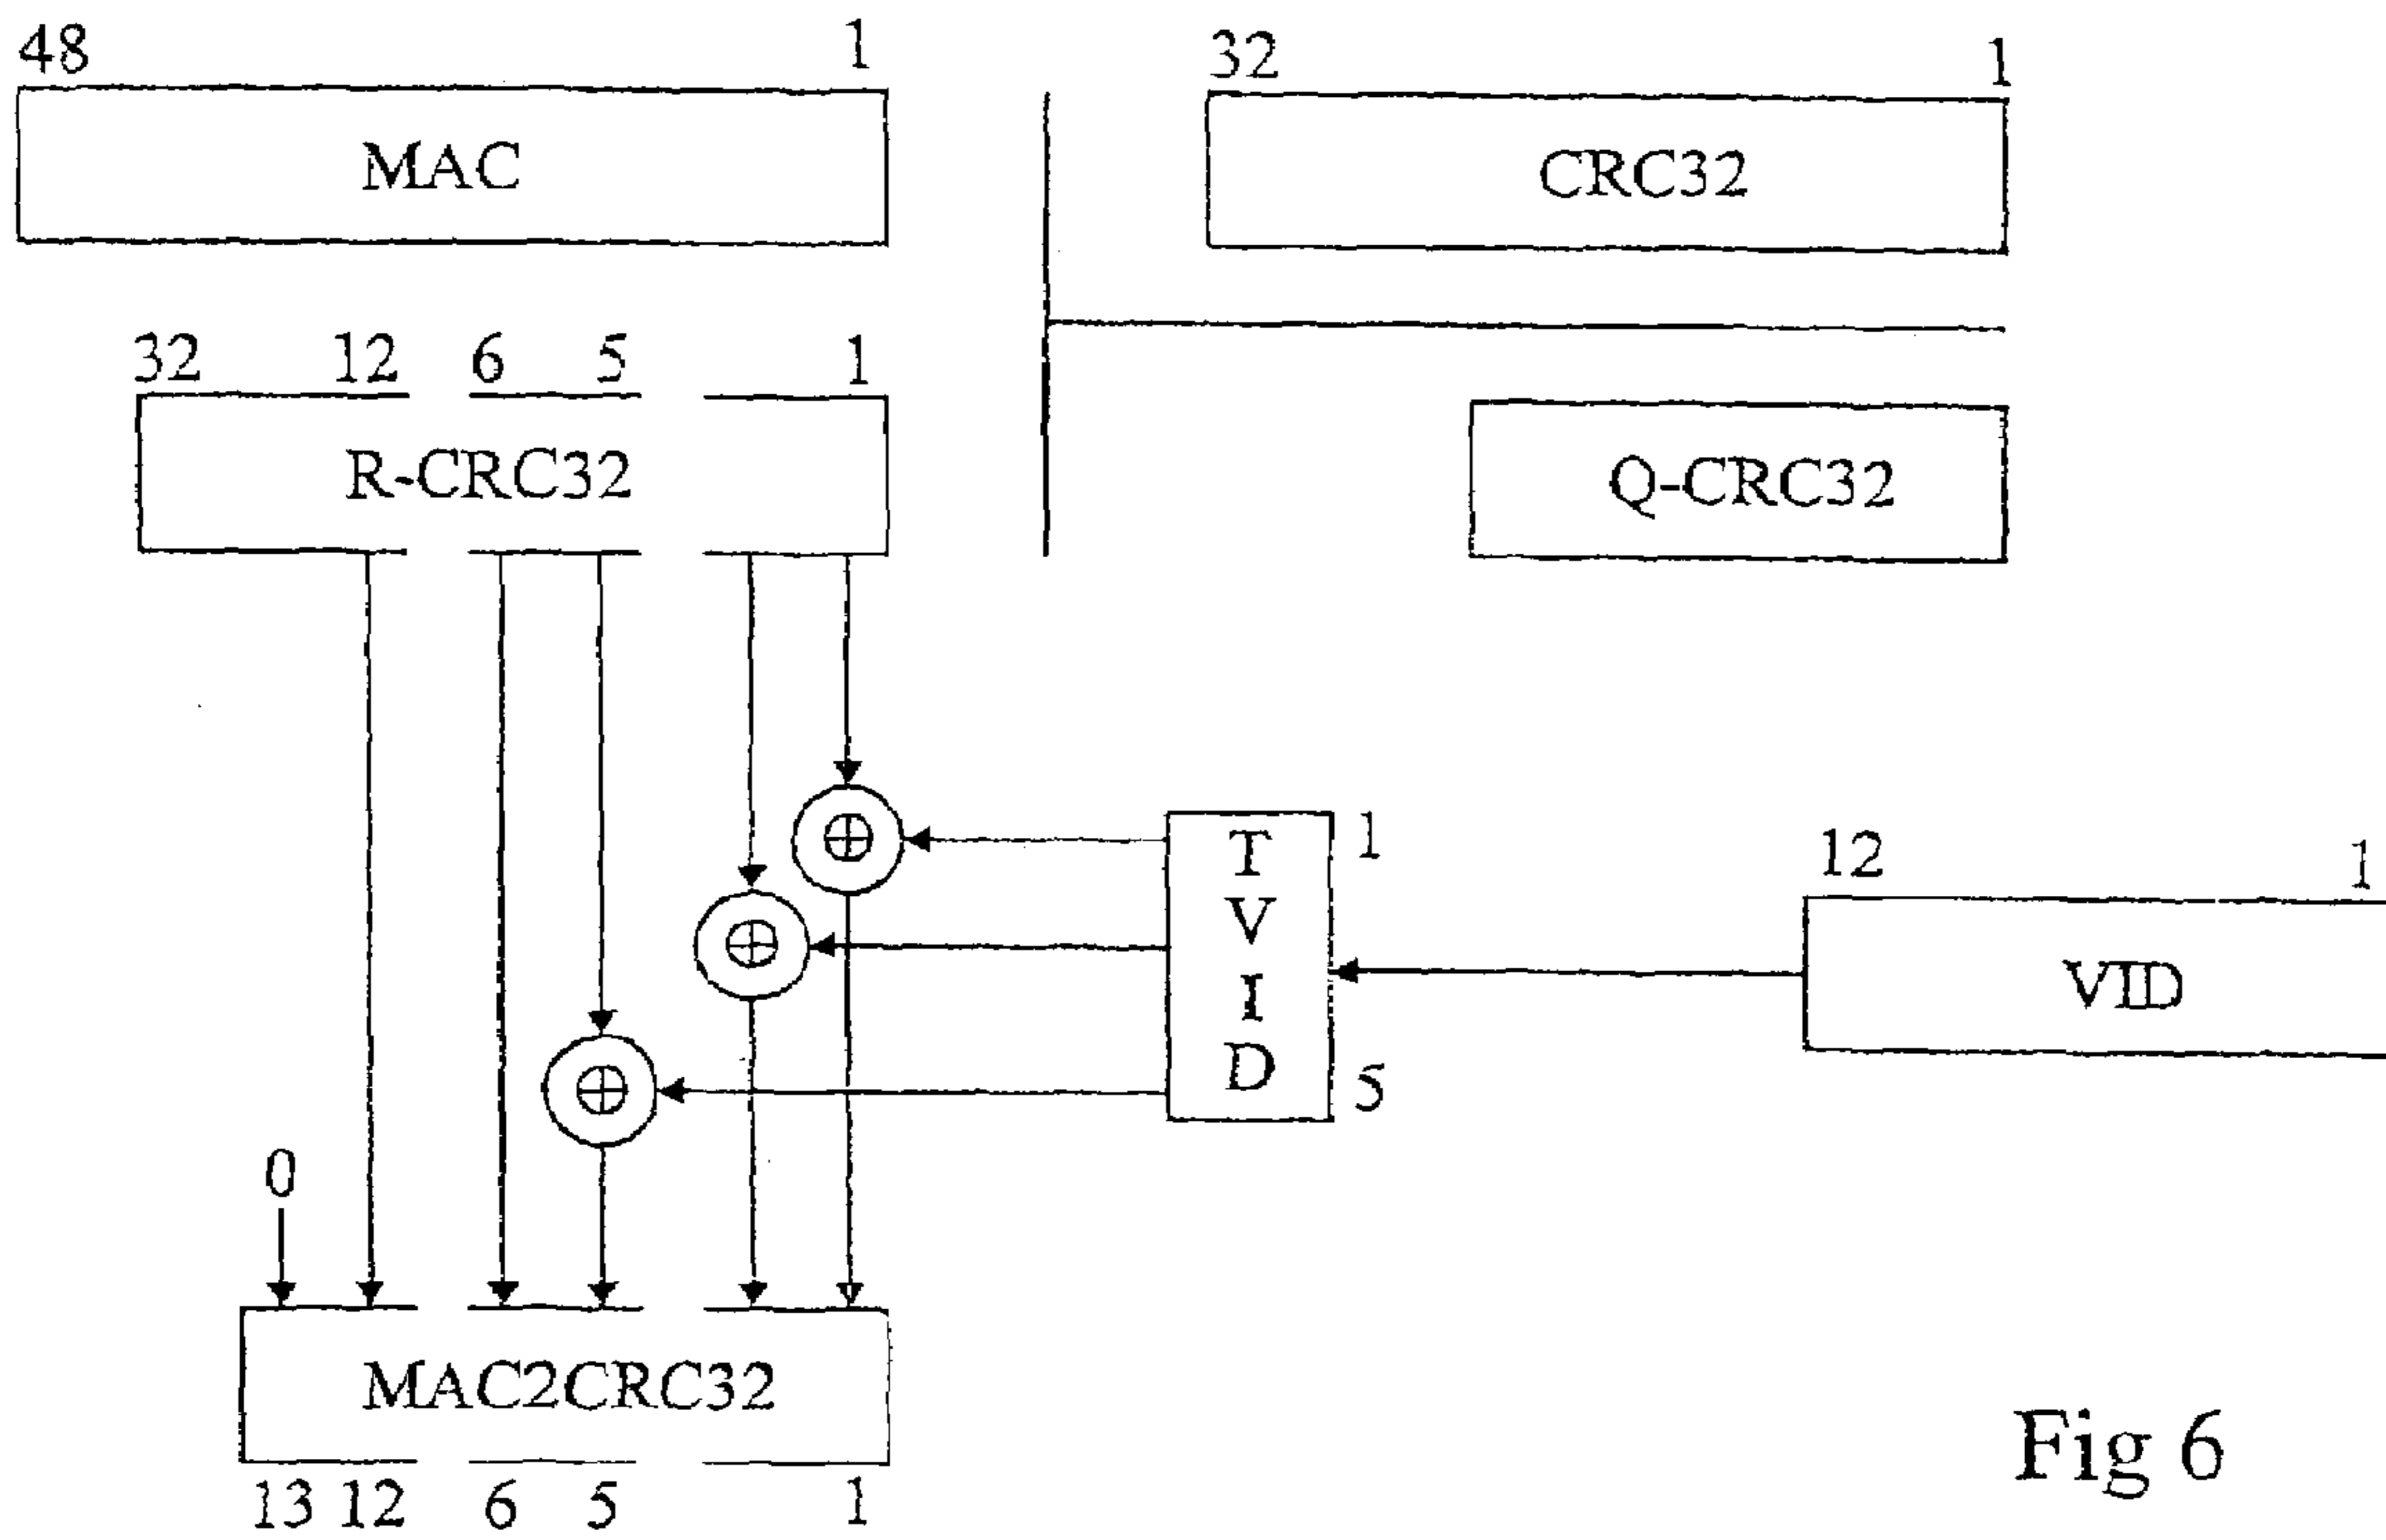 48 1 32 1
MAC CRC32
32 12 6 5 1
R-CRC32 Q-CRC32
T
V
I
D
1
5
12 1
VID
0
MAC2CRC32
13 12 6 5 1
Fig 6